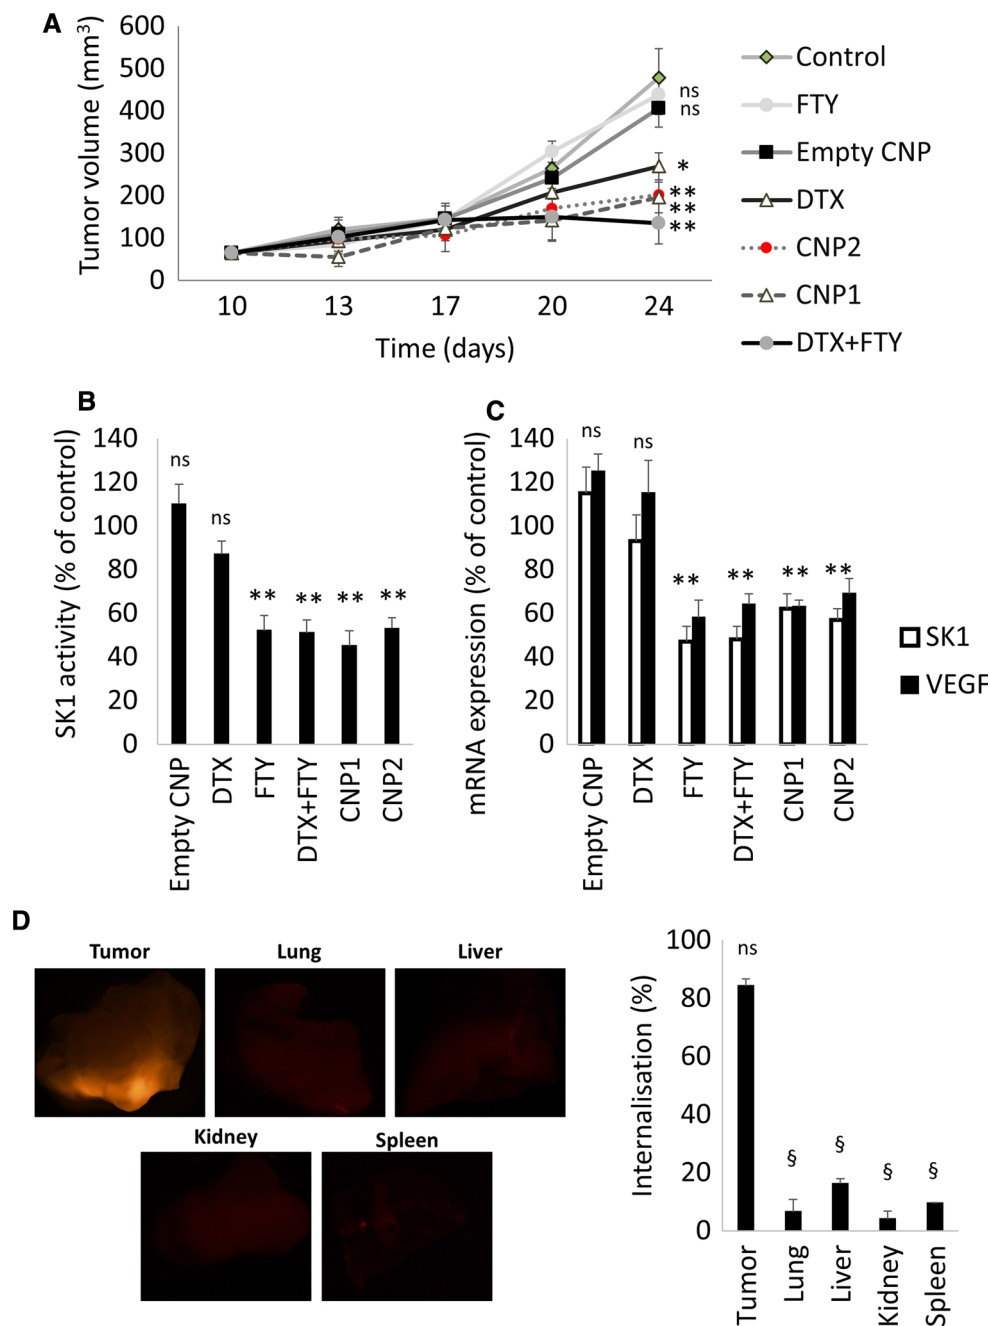 A
Tumor volume (mm³)
600
500
400
300
200
100
0
10 13 17 20 24
Time (days)
ns
ns
*
**
**
**
Control
FTY
Empty CNP
DTX
CNP2
CNP1
DTX+FTY
B
SK1 activity (% of control)
140
120
100
80
60
40
20
0
ns
ns
** ** ** **
Empty CNP
DTX
FTY
DTX+FTY
CNP1
CNP2
C
mRNA expression (% of control)
140
120
100
80
60
40
20
0
ns ns
** ** ** **
Empty CNP
DTX
FTY
DTX+FTY
CNP1
CNP2
SK1
VEGF
D
Tumor Lung Liver
Kidney Spleen
Internalisation (%)
100
80
60
40
20
0
ns
§ § § §
Tumor
Lung
Liver
Kidney
Spleen